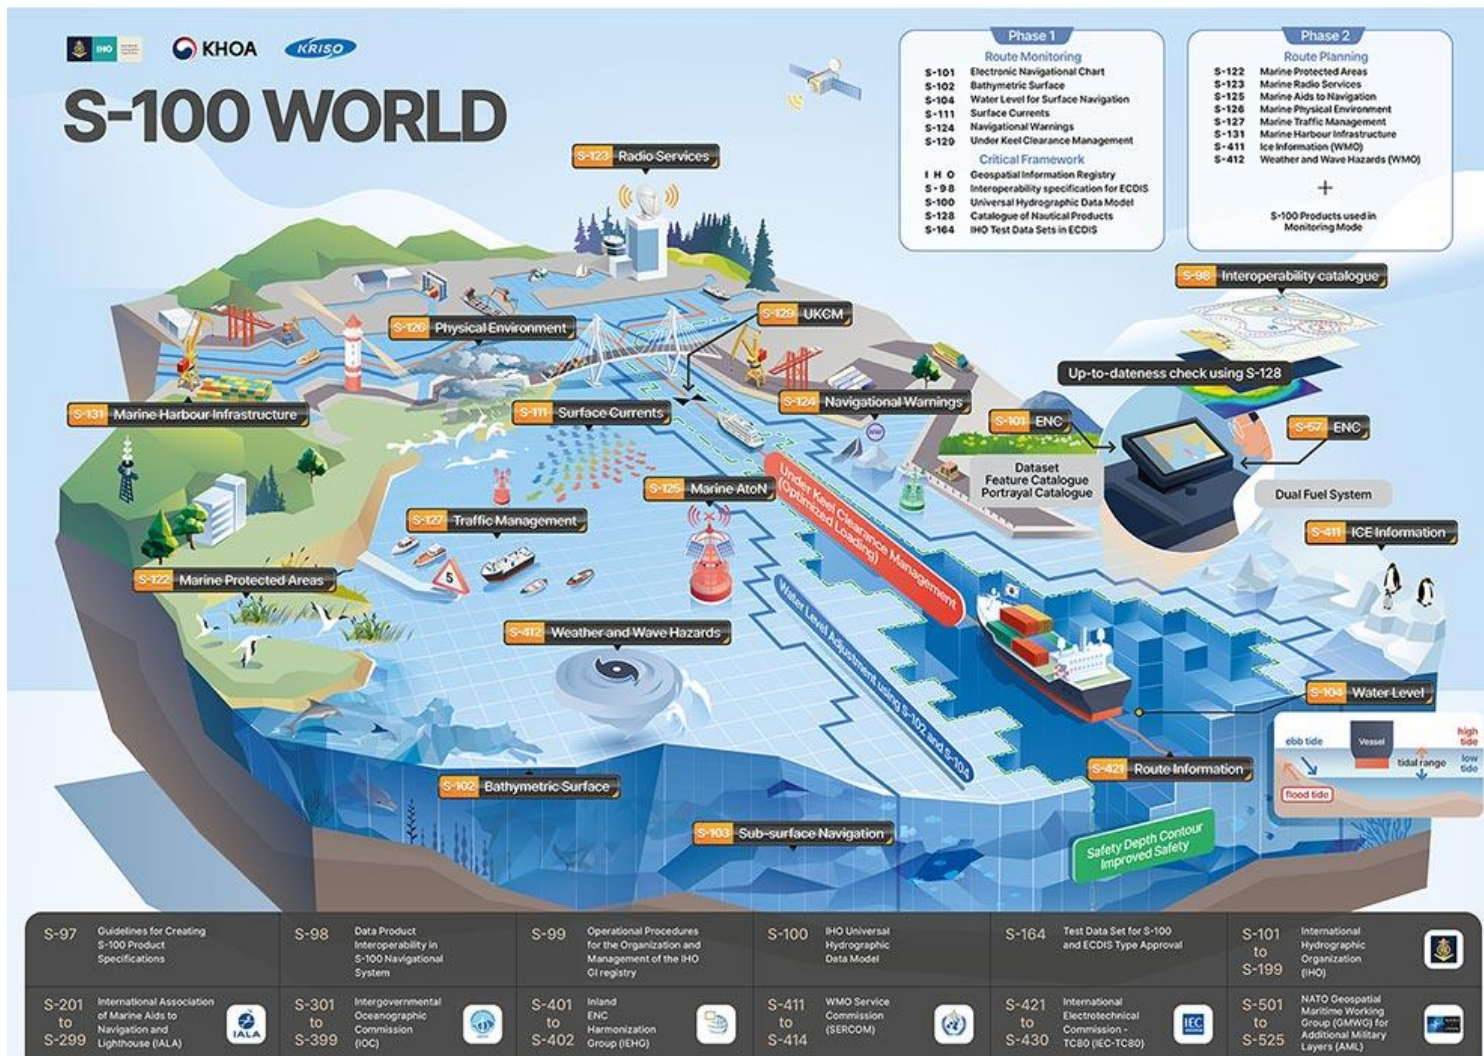 IHO
KHOA
KRISO
S-100 WORLD
Phase 1
Route Monitoring
S-101 Electronic Navigational Chart
S-102 Bathymetric Surface
S-104 Water Level for Surface Navigation
S-111 Surface Currents
S-124 Navigational Warnings
S-129 Under Keel Clearance Management
Critical Framework
I H O Geospatial Information Registry
S-98 Interoperability specification for ECDIS
S-100 Universal Hydrographic Data Model
S-128 Catalogue of Nautical Products
S-164 IHO Test Data Sets in ECDIS
Phase 2
Route Planning
S-122 Marine Protected Areas
S-123 Marine Radio Services
S-125 Marine Aids to Navigation
S-126 Marine Physical Environment
S-127 Marine Traffic Management
S-131 Marine Harbour Infrastructure
S-411 Ice Information (WMO)
S-412 Weather and Wave Hazards (WMO)
+
S-100 Products used in
Monitoring Mode
S-123 Radio Services
S-98 Interoperability catalogue
S-126 Physical Environment
S-129 UKCM
Up-to-dateness check using S-128
S-131 Marine Harbour Infrastructure
S-111 Surface Currents
S-124 Navigational Warnings
NW
S-101 ENC
S-57 ENC
Dataset
Feature Catalogue
Portrayal Catalogue
Dual Fuel System
S-125 Marine AtoN
Under Keel Clearance Management
(Optimized Loading)
S-127 Traffic Management
5
S-411 ICE Information
S-122 Marine Protected Areas
S-412 Weather and Wave Hazards
Water Level Adjustment using S-102 and S-104
S-104 Water Level
ebb tide
Vessel
high
tide
tidal range
low
tide
flood tide
S-421 Route Information
S-102 Bathymetric Surface
S-103 Sub-surface Navigation
Safety Depth Contour
Improved Safety
S-97
Guidelines for Creating
S-100 Product
Specifications
S-98
Data Product
Interoperability in
S-100 Navigational
System
S-99
Operational Procedures
for the Organization and
Management of the IHO
GI registry
S-100
IHO Universal
Hydrographic
Data Model
S-164
Test Data Set for S-100
and ECDIS Type Approval
S-101
to
S-199
International
Hydrographic
Organization
(IHO)
S-201
to
S-299
International Association
of Marine Aids to
Navigation and
Lighthouse (IALA)
IALA
S-301
to
S-399
Intergovernmental
Oceanographic
Commission
(IOC)
S-401
to
S-402
Inland
ENC
Harmonization
Group (IEHG)
S-411
to
S-414
WMO Service
Commission
(SERCOM)
S-421
to
S-430
International
Electrotechnical
Commission -
TC80 (IEC-TC80)
IEC
S-501
to
S-525
NATO Geospatial
Maritime Working
Group (GMWG) for
Additional Military
Layers (AML)